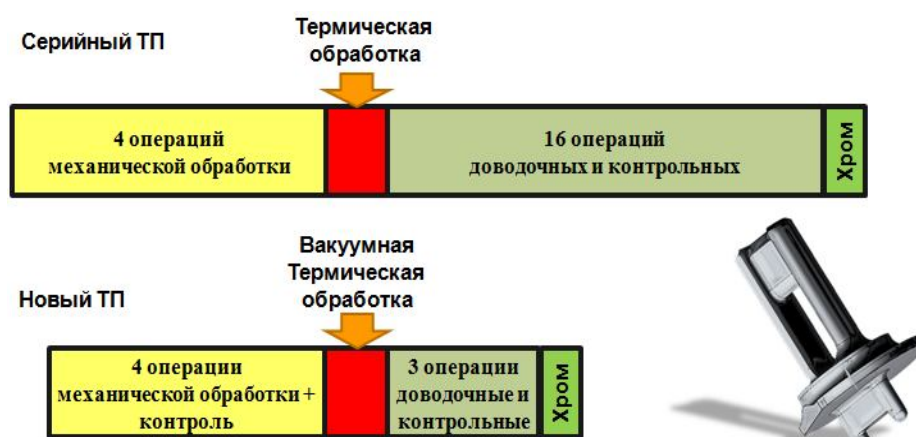 Серийный ТП
Термическая
обработка
4 операций
механической обработки
16 операций
доводочных и контрольных
Хром
Вакуумная
Термическая
обработка
Новый ТП
4 операции
механической обработки +
контроль
3 операции
доводочные и
контрольные
Хром